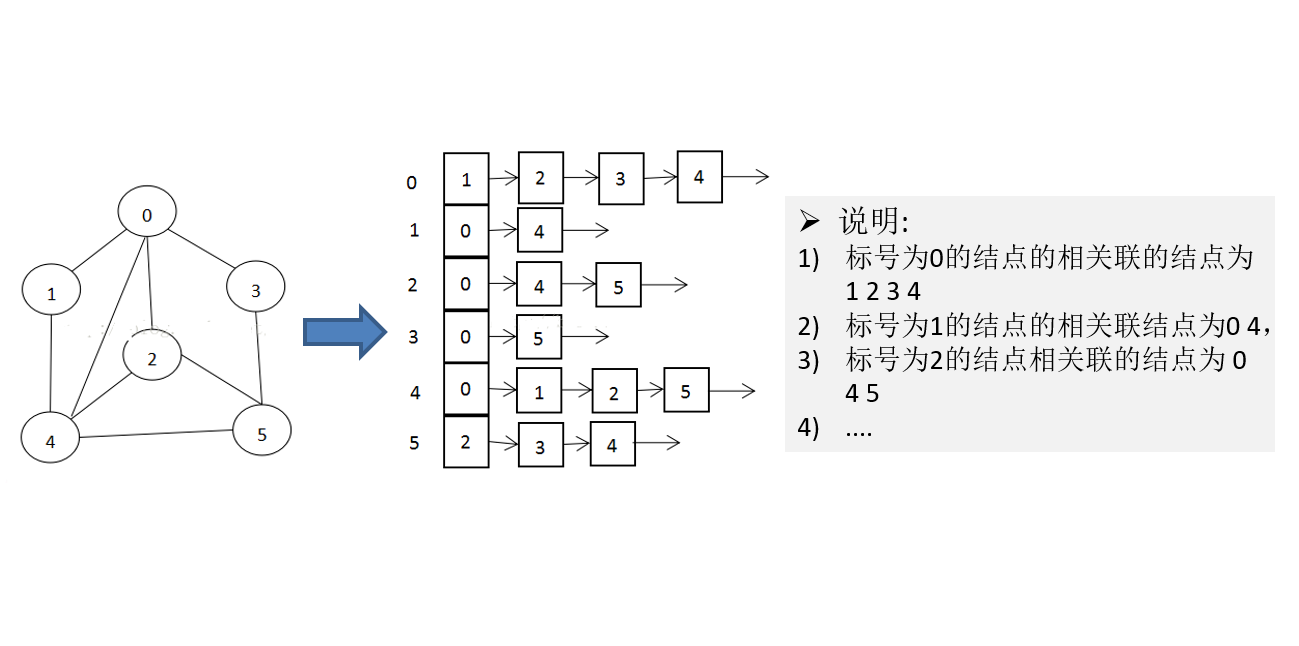 0
1
3
2
4
5
0 1 2 3 4
1 0 4
2 0 4 5
3 0 5
4 0 1 2 5
5 2 3 4
说明:
1) 标号为0的结点的相关联的结点为
1 2 3 4
2) 标号为1的结点的相关联结点为0 4，
3) 标号为2的结点相关联的结点为 0
4 5
4) ....